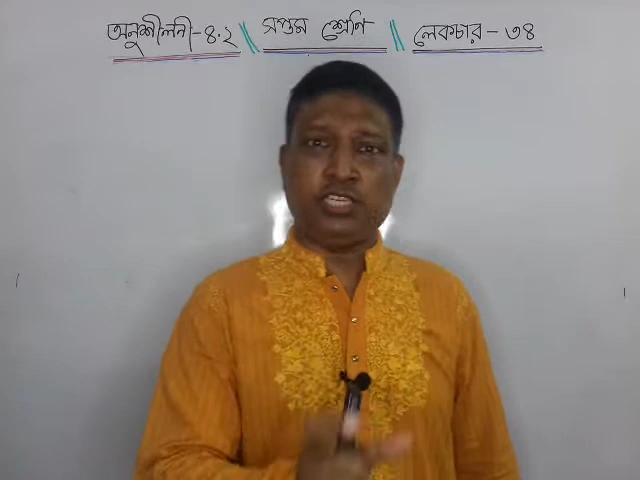 অনুশীলনী-৪.২ \\ সপ্তম শ্রেণি \\ লেকচার - ৩৪